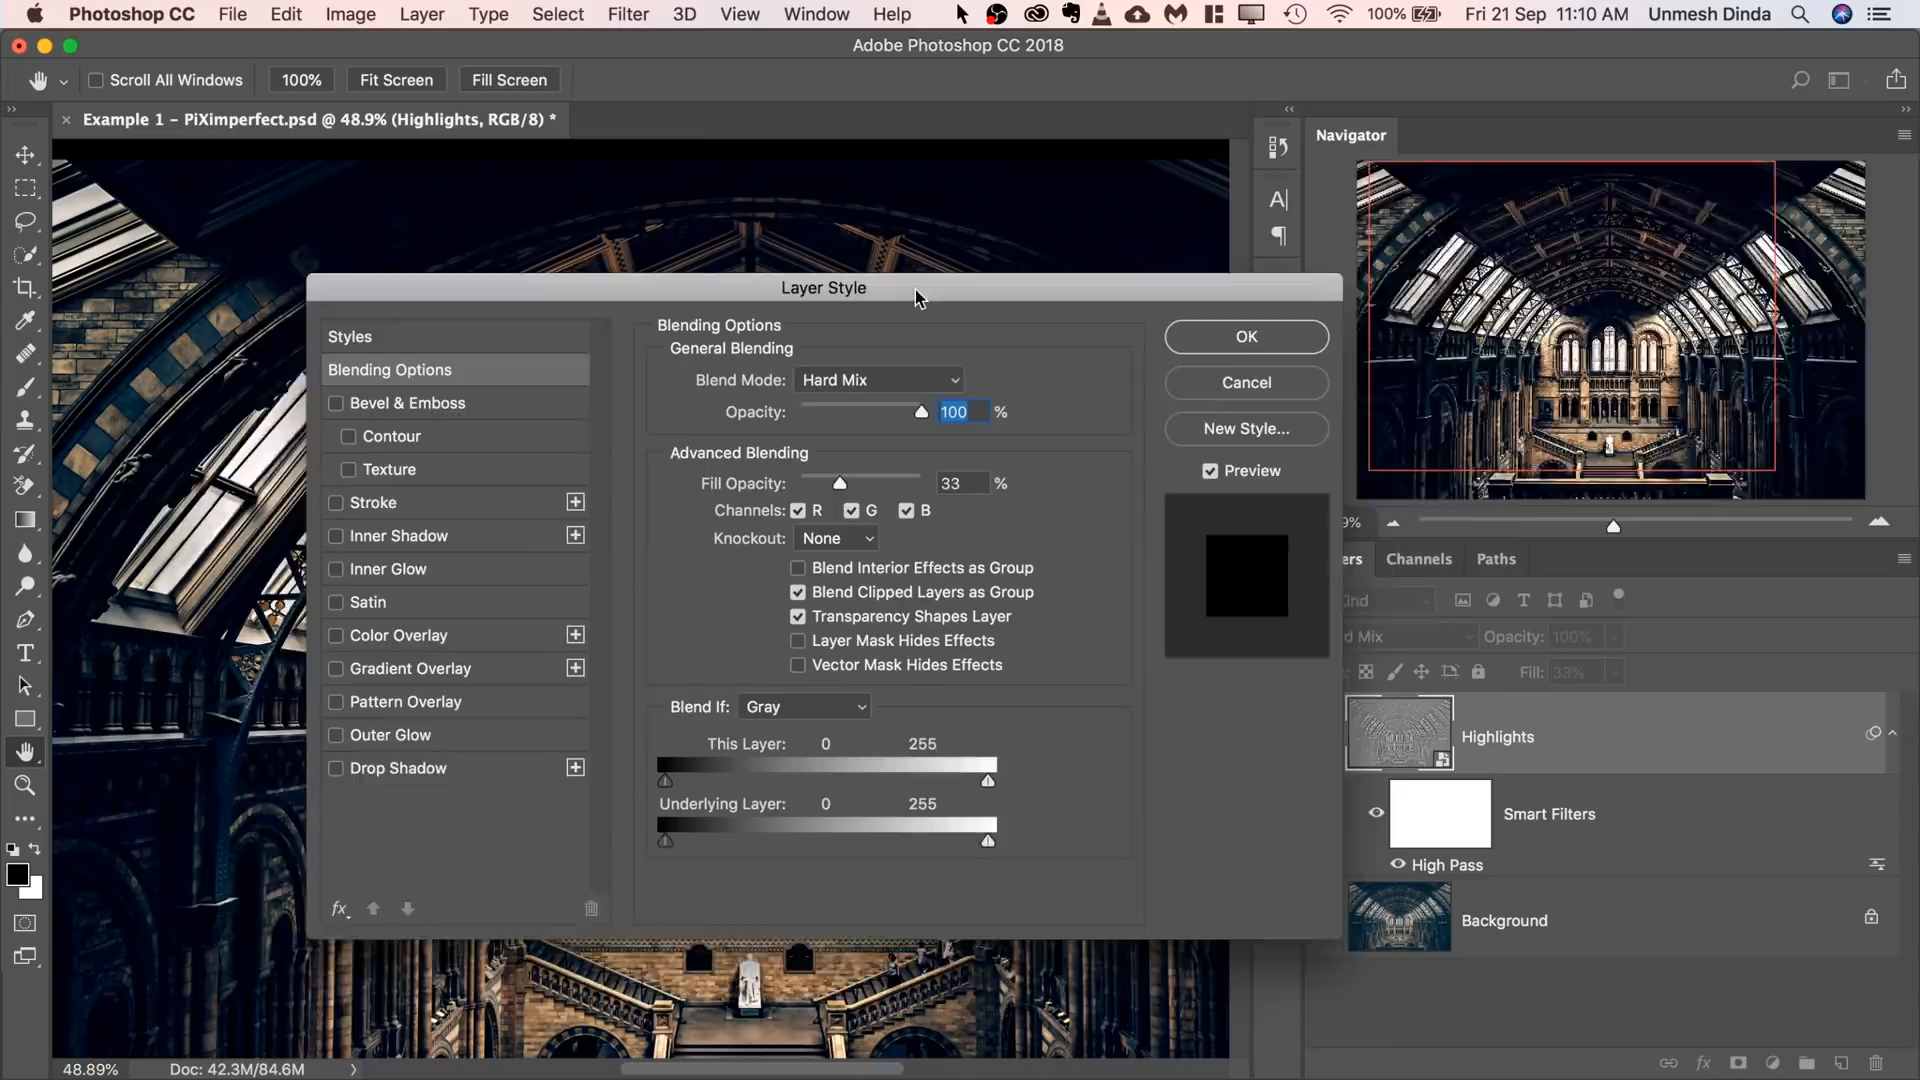 Photoshop CC File Edit Image Layer Type Select Filter 3D View Window Help 100% Fri 21 Sep 11:10 AM Unmesh Dinda
Adobe Photoshop CC 2018
Scroll All Windows 100% Fit Screen Fill Screen
Example 1 – PiXimperfect.psd @ 48.9% (Highlights, RGB/8) *
Navigator
Layer Style
Styles
Blending Options
Bevel & Emboss
Contour
Texture
Stroke
Inner Shadow
Inner Glow
Satin
Color Overlay
Gradient Overlay
Pattern Overlay
Outer Glow
Drop Shadow
fx
Blending Options
General Blending
Blend Mode: Hard Mix
Opacity: 100 %
Advanced Blending
Fill Opacity: 33 %
Channels: R G B
Knockout: None
Blend Interior Effects as Group
Blend Clipped Layers as Group
Transparency Shapes Layer
Layer Mask Hides Effects
Vector Mask Hides Effects
Blend If: Gray
This Layer: 0 255
Underlying Layer: 0 255
OK
Cancel
New Style...
Preview
9%
ers Channels Paths
ind
d Mix Opacity: 100%
Fill: 33%
Highlights
Smart Filters
High Pass
Background
48.89% Doc: 42.3M/84.6M
fx